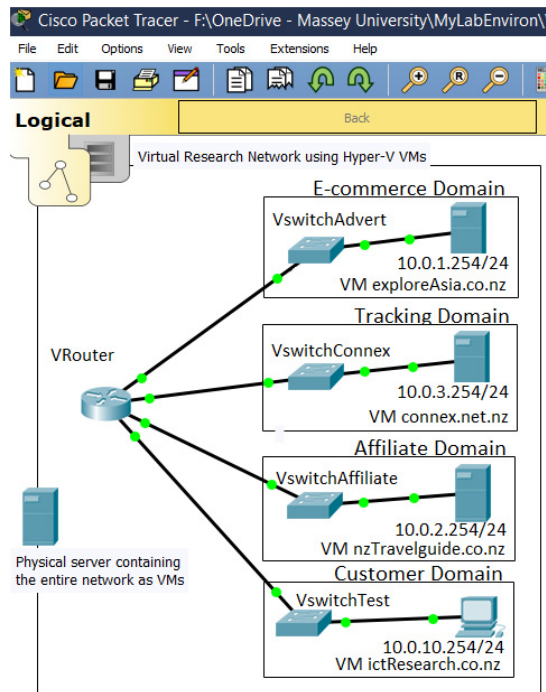 Cisco Packet Tracer - F:\OneDrive - Massey University\MyLabEnviron\
File Edit Options View Tools Extensions Help
Logical
Back
Virtual Research Network using Hyper-V VMs
E-commerce Domain
VswitchAdvert
10.0.1.254/24
VM exploreAsia.co.nz
Tracking Domain
VRouter
VswitchConnex
10.0.3.254/24
VM connex.net.nz
Affiliate Domain
VswitchAffiliate
10.0.2.254/24
VM nzTravelguide.co.nz
Physical server containing
the entire network as VMs
Customer Domain
VswitchTest
10.0.10.254/24
VM ictResearch.co.nz